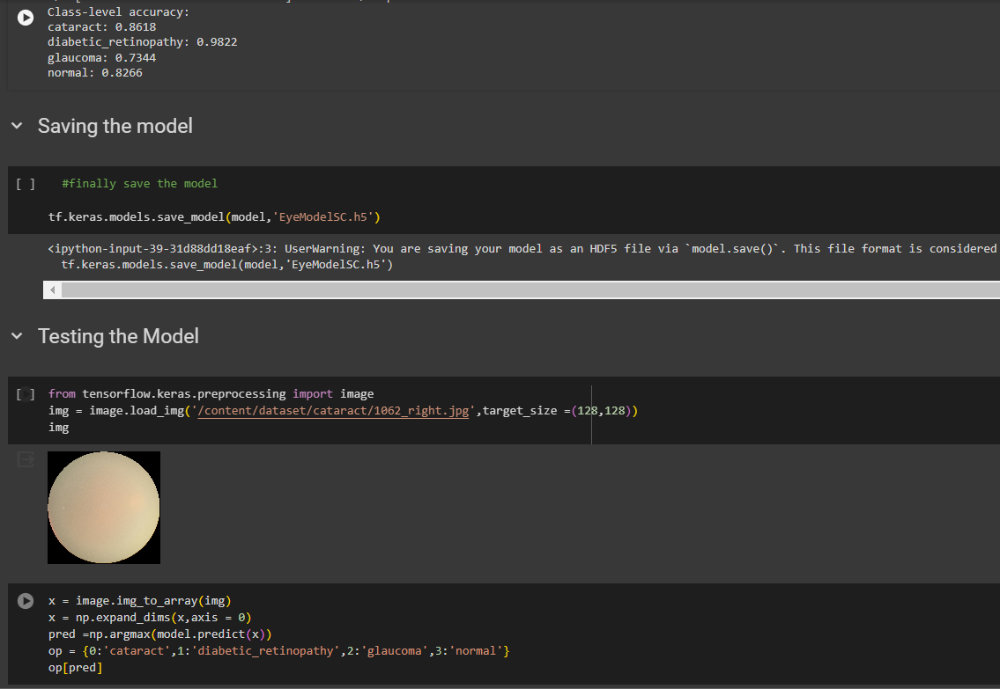 Class-level accuracy:
cataract: 0.8618
diabetic_retinopathy: 0.9822
glaucoma: 0.7344
normal: 0.8266
Saving the model
[ ] #finally save the model
tf.keras.models.save_model(model,'EyeModelSC.h5')
<ipython-input-39-31d88dd18eaf>:3: UserWarning: You are saving your model as an HDF5 file via `model.save()`. This file format is considered
tf.keras.models.save_model(model,'EyeModelSC.h5')
Testing the Model
[ ] from tensorflow.keras.preprocessing import image
img = image.load_img('/content/dataset/cataract/1062_right.jpg',target_size =(128,128))
img
x = image.img_to_array(img)
x = np.expand_dims(x,axis = 0)
pred =np.argmax(model.predict(x))
op = {0:'cataract',1:'diabetic_retinopathy',2:'glaucoma',3:'normal'}
op[pred]